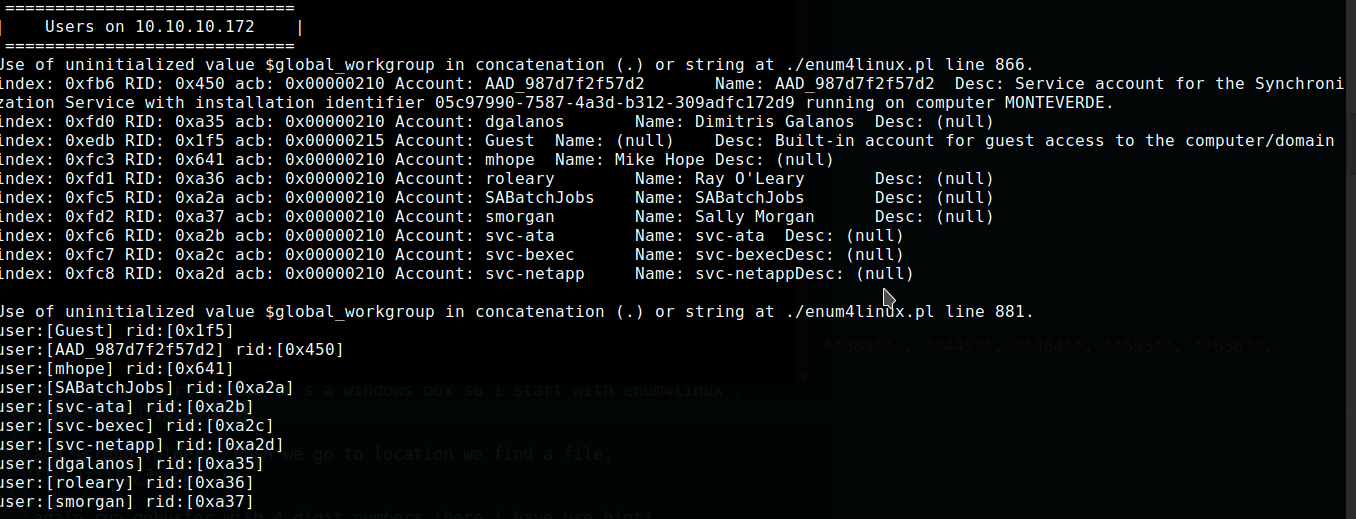 =============================
|    Users on 10.10.10.172    |
=============================
Use of uninitialized value $global_workgroup in concatenation (.) or string at ./enum4linux.pl line 866.
index: 0xfb6 RID: 0x450 acb: 0x00000210 Account: AAD_987d7f2f57d2	Name: AAD_987d7f2f57d2	Desc: Service account for the Synchroni
zation Service with installation identifier 05c97990-7587-4a3d-b312-309adfc172d9 running on computer MONTEVERDE.
index: 0xfd0 RID: 0xa35 acb: 0x00000210 Account: dgalanos	Name: Dimitris Galanos	Desc: (null)
index: 0xedb RID: 0x1f5 acb: 0x00000215 Account: Guest	Name: (null)	Desc: Built-in account for guest access to the computer/domain
index: 0xfc3 RID: 0x641 acb: 0x00000210 Account: mhope	Name: Mike Hope	Desc: (null)
index: 0xfd1 RID: 0xa36 acb: 0x00000210 Account: roleary	Name: Ray O'Leary	Desc: (null)
index: 0xfc5 RID: 0xa2a acb: 0x00000210 Account: SABatchJobs	Name: SABatchJobs	Desc: (null)
index: 0xfd2 RID: 0xa37 acb: 0x00000210 Account: smorgan	Name: Sally Morgan	Desc: (null)
index: 0xfc6 RID: 0xa2b acb: 0x00000210 Account: svc-ata	Name: svc-ata	Desc: (null)
index: 0xfc7 RID: 0xa2c acb: 0x00000210 Account: svc-bexec	Name: svc-bexecDesc: (null)
index: 0xfc8 RID: 0xa2d acb: 0x00000210 Account: svc-netapp	Name: svc-netappDesc: (null)
Use of uninitialized value $global_workgroup in concatenation (.) or string at ./enum4linux.pl line 881.
user:[Guest] rid:[0x1f5]
**389** , **445**, **464**, **593**, **636**,
user:[AAD_987d7f2f57d2] rid:[0x450]
user:[mhope] rid:[0x641]
user:[SABatchJobs] rid:[0xa2a]
's a windows box so i start with enum4linux .
user:[svc-ata] rid:[0xa2b]
user:[svc-bexec] rid:[0xa2c]
user:[svc-netapp] rid:[0xa2d]
we go to location we find a file.
user:[dgalanos] rid:[0xa35]
user:[roleary] rid:[0xa36]
user:[smorgan] rid:[0xa37]
again run gobuster with 4 digit numbers (here i have use hint)